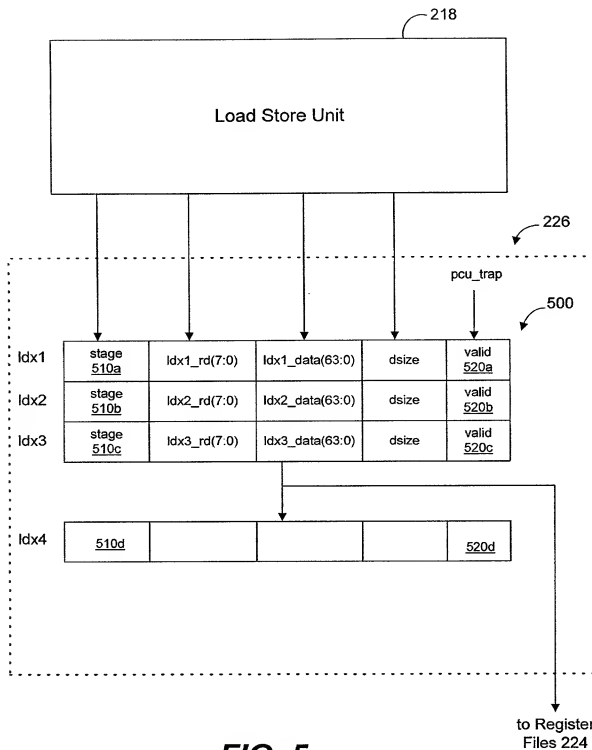 218
Load Store Unit
226
pcu_trap
500
ldx1 stage 510a ldx1_rd(7:0) ldx1_data(63:0) dsize valid 520a
ldx2 stage 510b ldx2_rd(7:0) ldx2_data(63:0) dsize valid 520b
ldx3 stage 510c ldx3_rd(7:0) ldx3_data(63:0) dsize valid 520c
ldx4 510d 520d
to Register
Files 224
FIG. 5